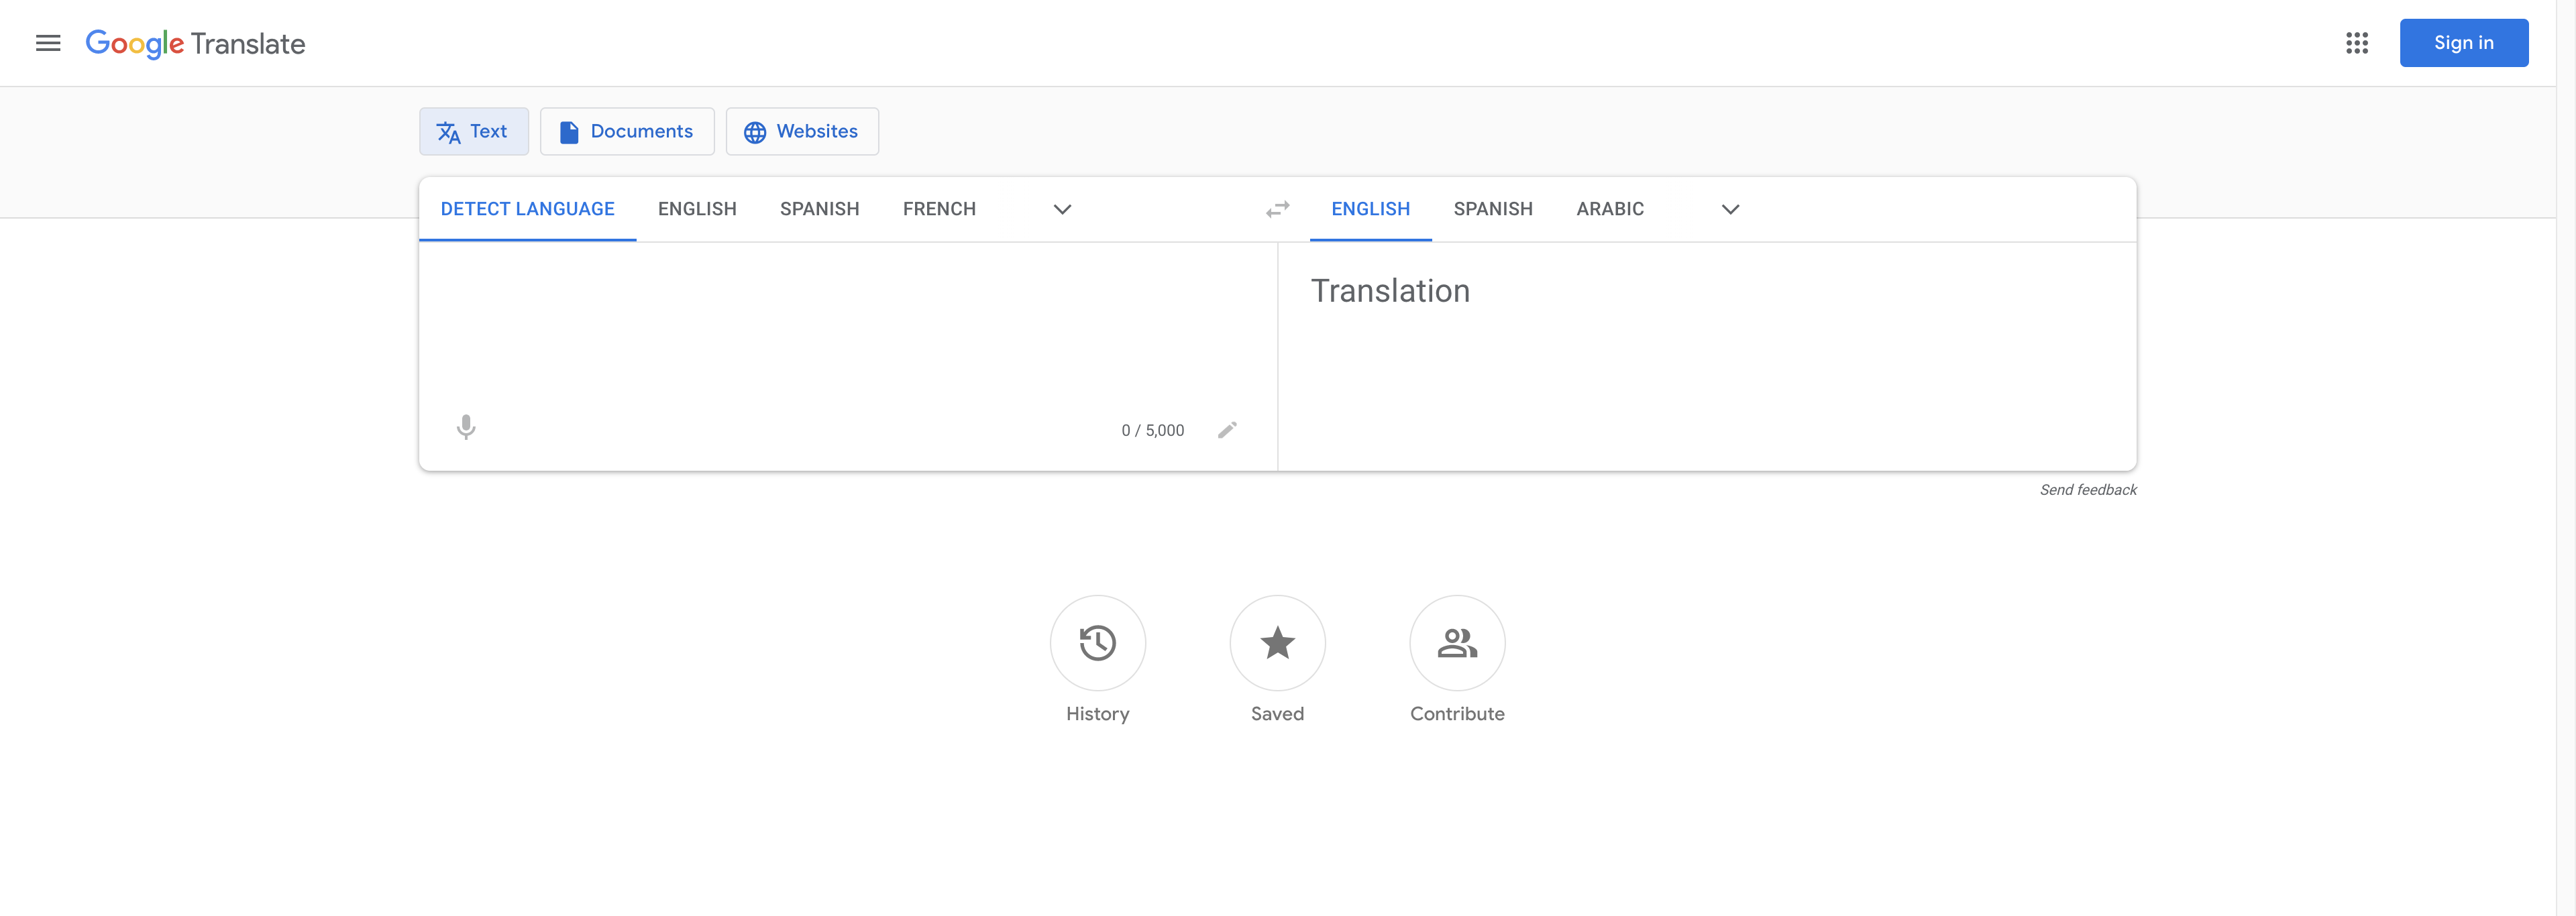 Google Translate
Sign in
Text Documents Websites
DETECT LANGUAGE ENGLISH SPANISH FRENCH ENGLISH SPANISH ARABIC
Translation
0 / 5,000
Send feedback
History Saved Contribute